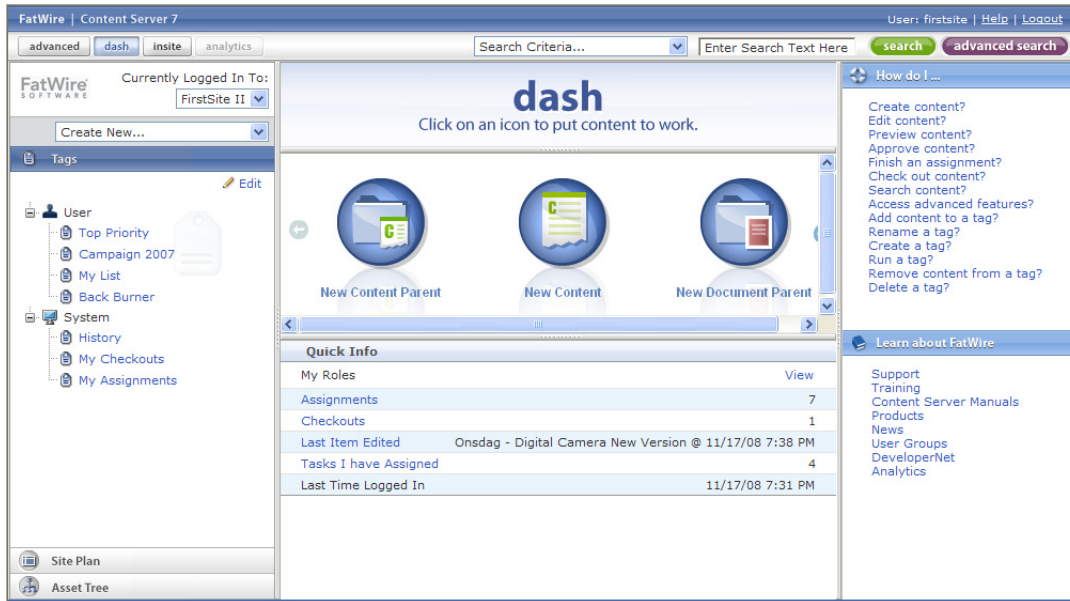 FatWire | Content Server 7
User: firstsite | Help | Logout
advanced dash insite analytics
Search Criteria... Enter Search Text Here search advanced search
FatWire
SOFTWARE
Currently Logged In To:
FirstSite II
Create New...
Tags
Edit
User
Top Priority
Campaign 2007
My List
Back Burner
System
History
My Checkouts
My Assignments
Site Plan
Asset Tree
dash
Click on an icon to put content to work.
New Content Parent
New Content
New Document Parent
Quick Info
My Roles View
Assignments 7
Checkouts 1
Last Item Edited Onsdag - Digital Camera New Version @ 11/17/08 7:38 PM
Tasks I have Assigned 4
Last Time Logged In 11/17/08 7:31 PM
How do I ...
Create content?
Edit content?
Preview content?
Approve content?
Finish an assignment?
Check out content?
Search content?
Access advanced features?
Add content to a tag?
Rename a tag?
Create a tag?
Run a tag?
Remove content from a tag?
Delete a tag?
Learn about FatWire
Support
Training
Content Server Manuals
Products
News
User Groups
DeveloperNet
Analytics